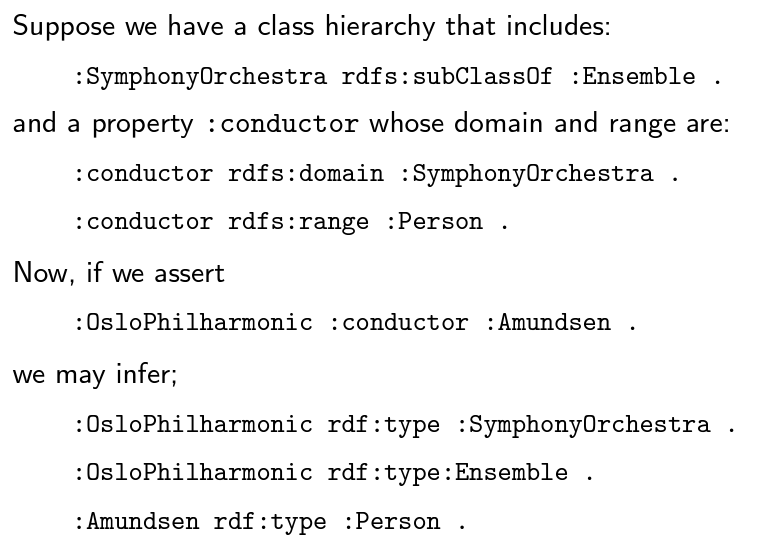 Suppose we have a class hierarchy that includes:
:SymphonyOrchestra rdfs:subClassOf :Ensemble .
and a property :conductor whose domain and range are:
:conductor rdfs:domain :SymphonyOrchestra .
:conductor rdfs:range :Person .
Now, if we assert
:OsloPhilharmonic :conductor :Amundsen .
we may infer;
:OsloPhilharmonic rdf:type :SymphonyOrchestra .
:OsloPhilharmonic rdf:type:Ensemble .
:Amundsen rdf:type :Person .